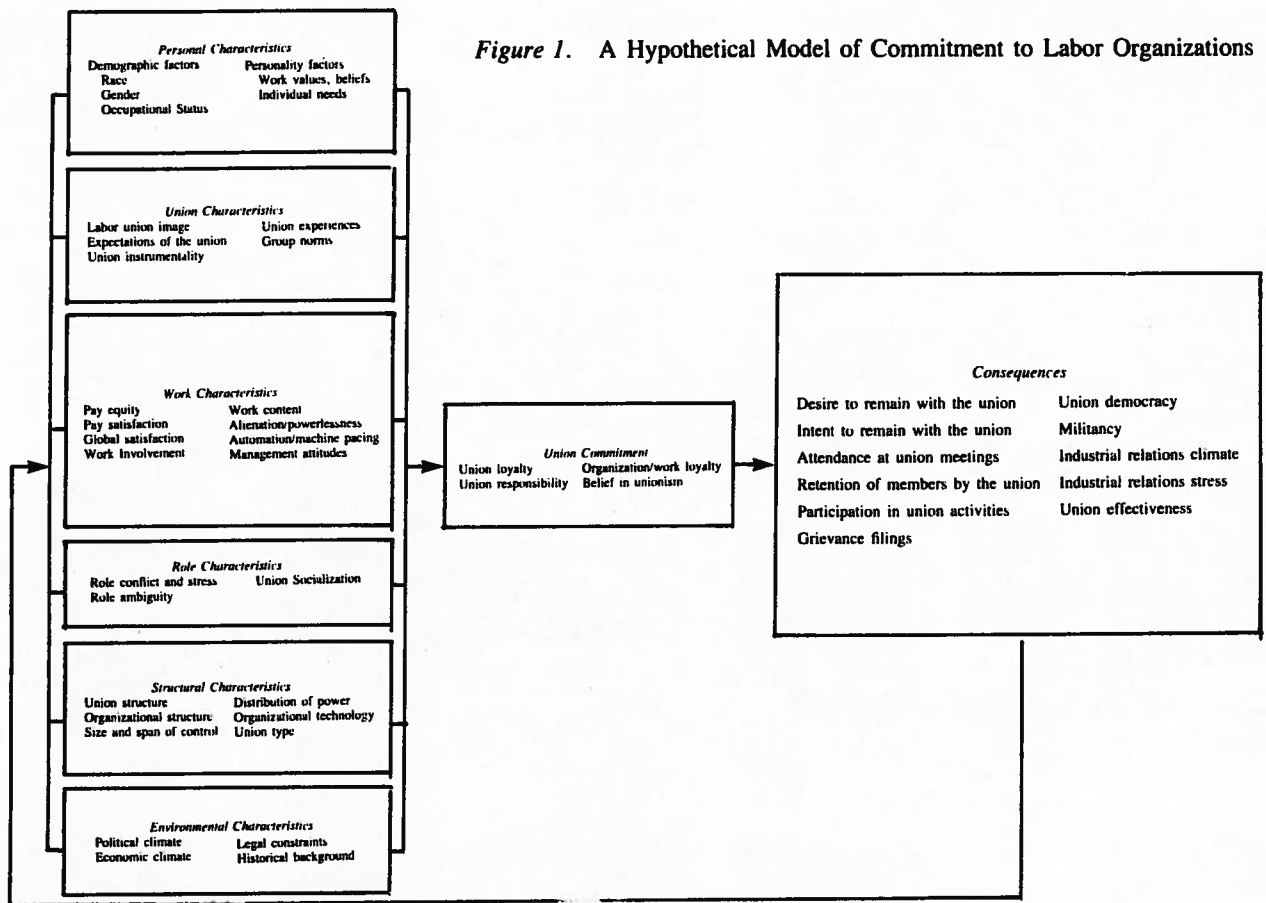 Figure 1. A Hypothetical Model of Commitment to Labor Organizations
Personal Characteristics
Demographic factors Personality factors
Race Work values, beliefs
Gender Individual needs
Occupational Status
Union Characteristics
Labor union image Union experiences
Expectations of the union Group norms
Union instrumentality
Work Characteristics
Pay equity Work content
Pay satisfaction Alienation/powerlessness
Global satisfaction Automation/machine pacing
Work Involvement Management attitudes
Role Characteristics
Role conflict and stress Union Socialization
Role ambiguity
Structural Characteristics
Union structure Distribution of power
Organizational structure Organizational technology
Size and span of control Union type
Environmental Characteristics
Political climate Legal constraints
Economic climate Historical background
Union Commitment
Union loyalty Organization/work loyalty
Union responsibility Belief in unionism
Consequences
Desire to remain with the union Union democracy
Intent to remain with the union Militancy
Attendance at union meetings Industrial relations climate
Retention of members by the union Industrial relations stress
Participation in union activities Union effectiveness
Grievance filings